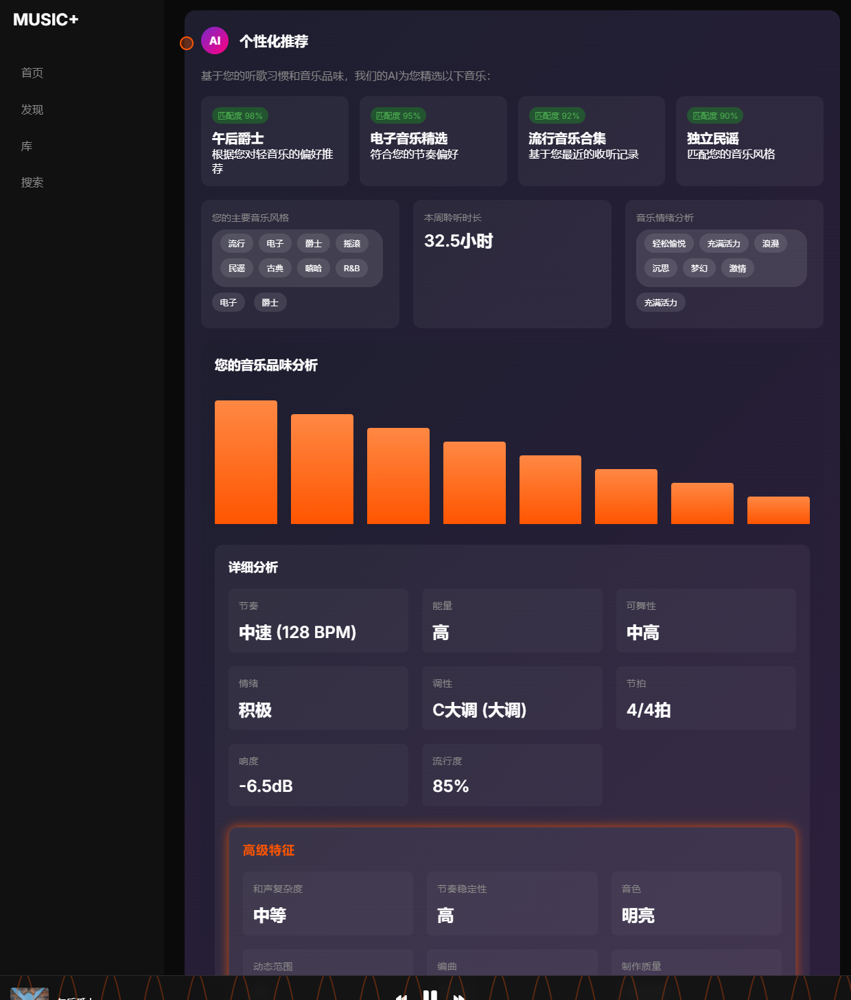 MUSIC+
首页
发现
库
搜索
AI 个性化推荐
基于您的听歌习惯和音乐品味，我们的AI为您精选以下音乐：
匹配度 98%
午后爵士
根据您对轻音乐的偏好推
荐
匹配度 95%
电子音乐精选
符合您的节奏偏好
匹配度 92%
流行音乐合集
基于您最近的收听记录
匹配度 90%
独立民谣
匹配您的音乐风格
您的主要音乐风格
流行 电子 爵士 摇滚
民谣 古典 嘻哈 R&B
电子 爵士
本周聆听时长
32.5小时
音乐情绪分析
轻松愉悦 充满活力 浪漫
沉思 梦幻 激情
充满活力
您的音乐品味分析
详细分析
节奏
中速 (128 BPM)
能量
高
可舞性
中高
情绪
积极
调性
C大调 (大调)
节拍
4/4拍
响度
-6.5dB
流行度
85%
高级特征
和声复杂度
中等
节奏稳定性
高
音色
明亮
动态范围
编曲
制作质量